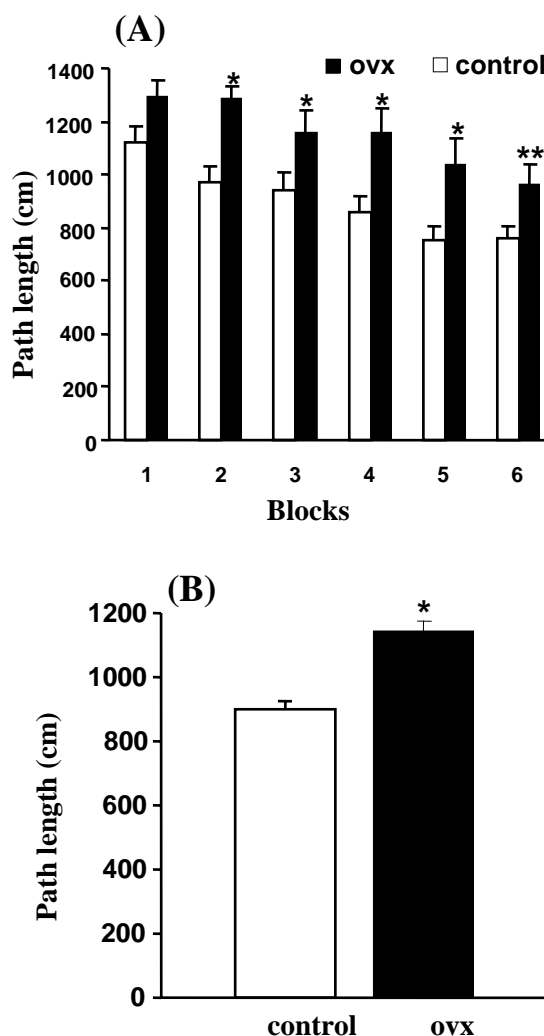 (A)
ovx control
1400
1200
1000
800
600
400
200
0
Path length (cm)
* * * * **
1 2 3 4 5 6
Blocks
(B)
1200
1000
800
600
400
200
0
Path length (cm)
*
control ovx